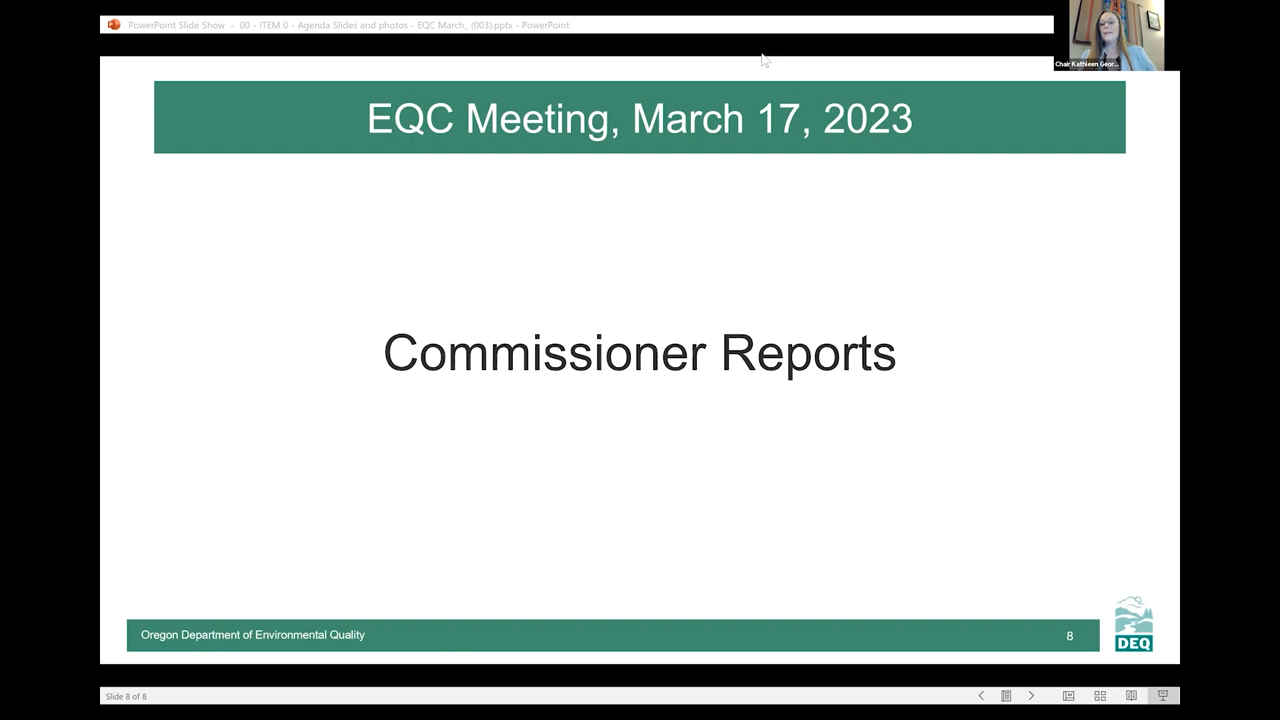 PowerPoint Slide Show - 00 - ITEM 0 - Agenda Slides and photos - EQC March_ (003).pptx - PowerPoint
Chair Kathleen Geor...
EQC Meeting, March 17, 2023
Commissioner Reports
Oregon Department of Environmental Quality
8
DEQ
Slide 8 of 8